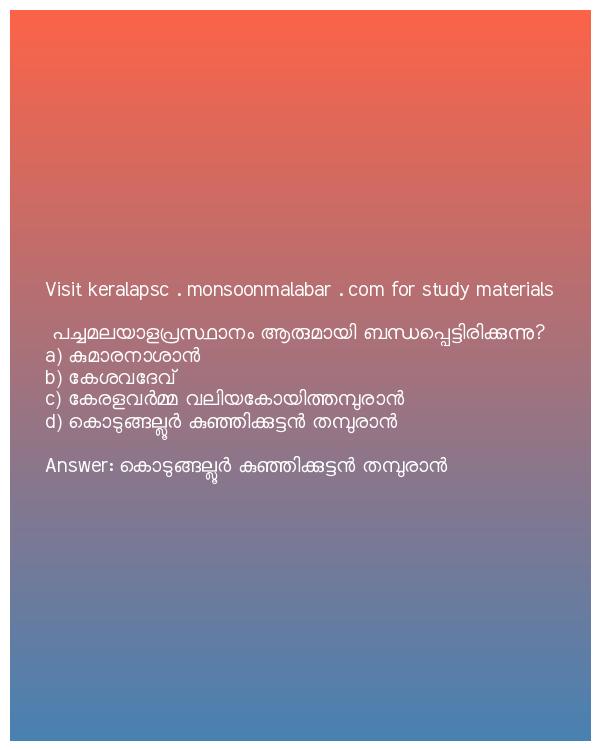 Visit keralapsc . monsoonmalabar . com for study materials
പച്ചമലയാളപ്രസ്ഥാനം ആരുമായി ബന്ധപ്പെട്ടിരിക്കുന്നു?
a) കുമാരനാശാൻ
b) കേശവദേവ്
c) കേരളവർമ്മ വലിയകോയിത്തമ്പുരാൻ
d) കൊടുങ്ങല്ലൂർ കുഞ്ഞിക്കുട്ടൻ തമ്പുരാൻ
Answer: കൊടുങ്ങല്ലൂർ കുഞ്ഞിക്കുട്ടൻ തമ്പുരാൻ